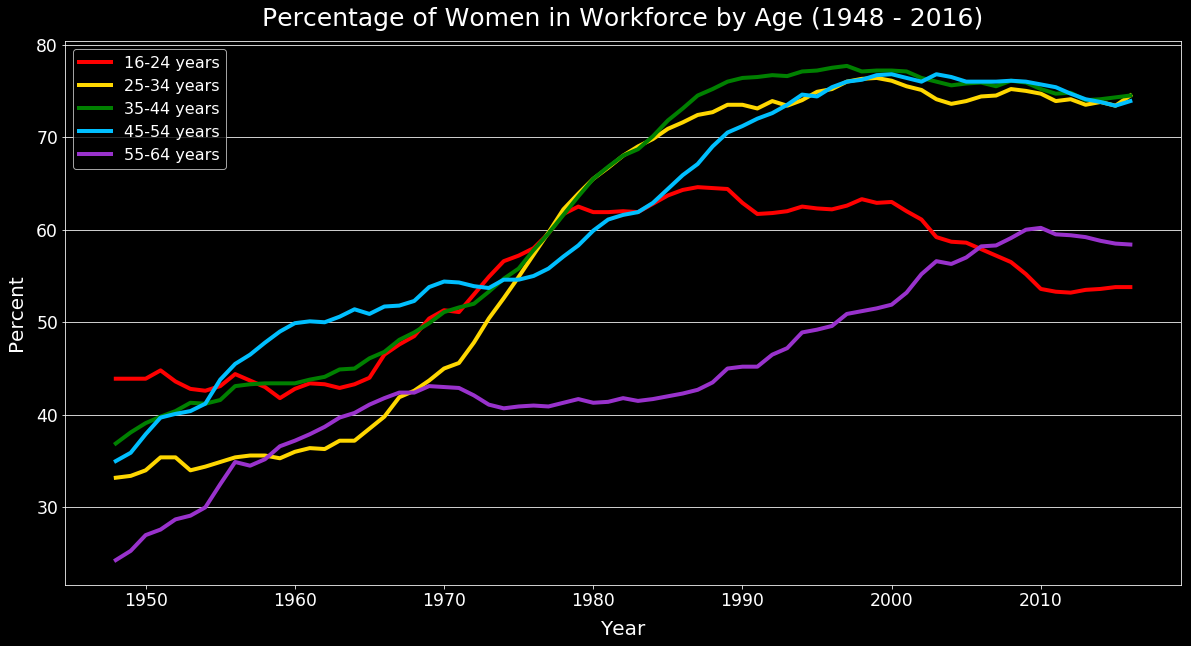 Percentage of Women in Workforce by Age (1948 - 2016)
80
70
60
50
40
30
Percent
16-24 years
25-34 years
35-44 years
45-54 years
55-64 years
1950 1960 1970 1980 1990 2000 2010
Year